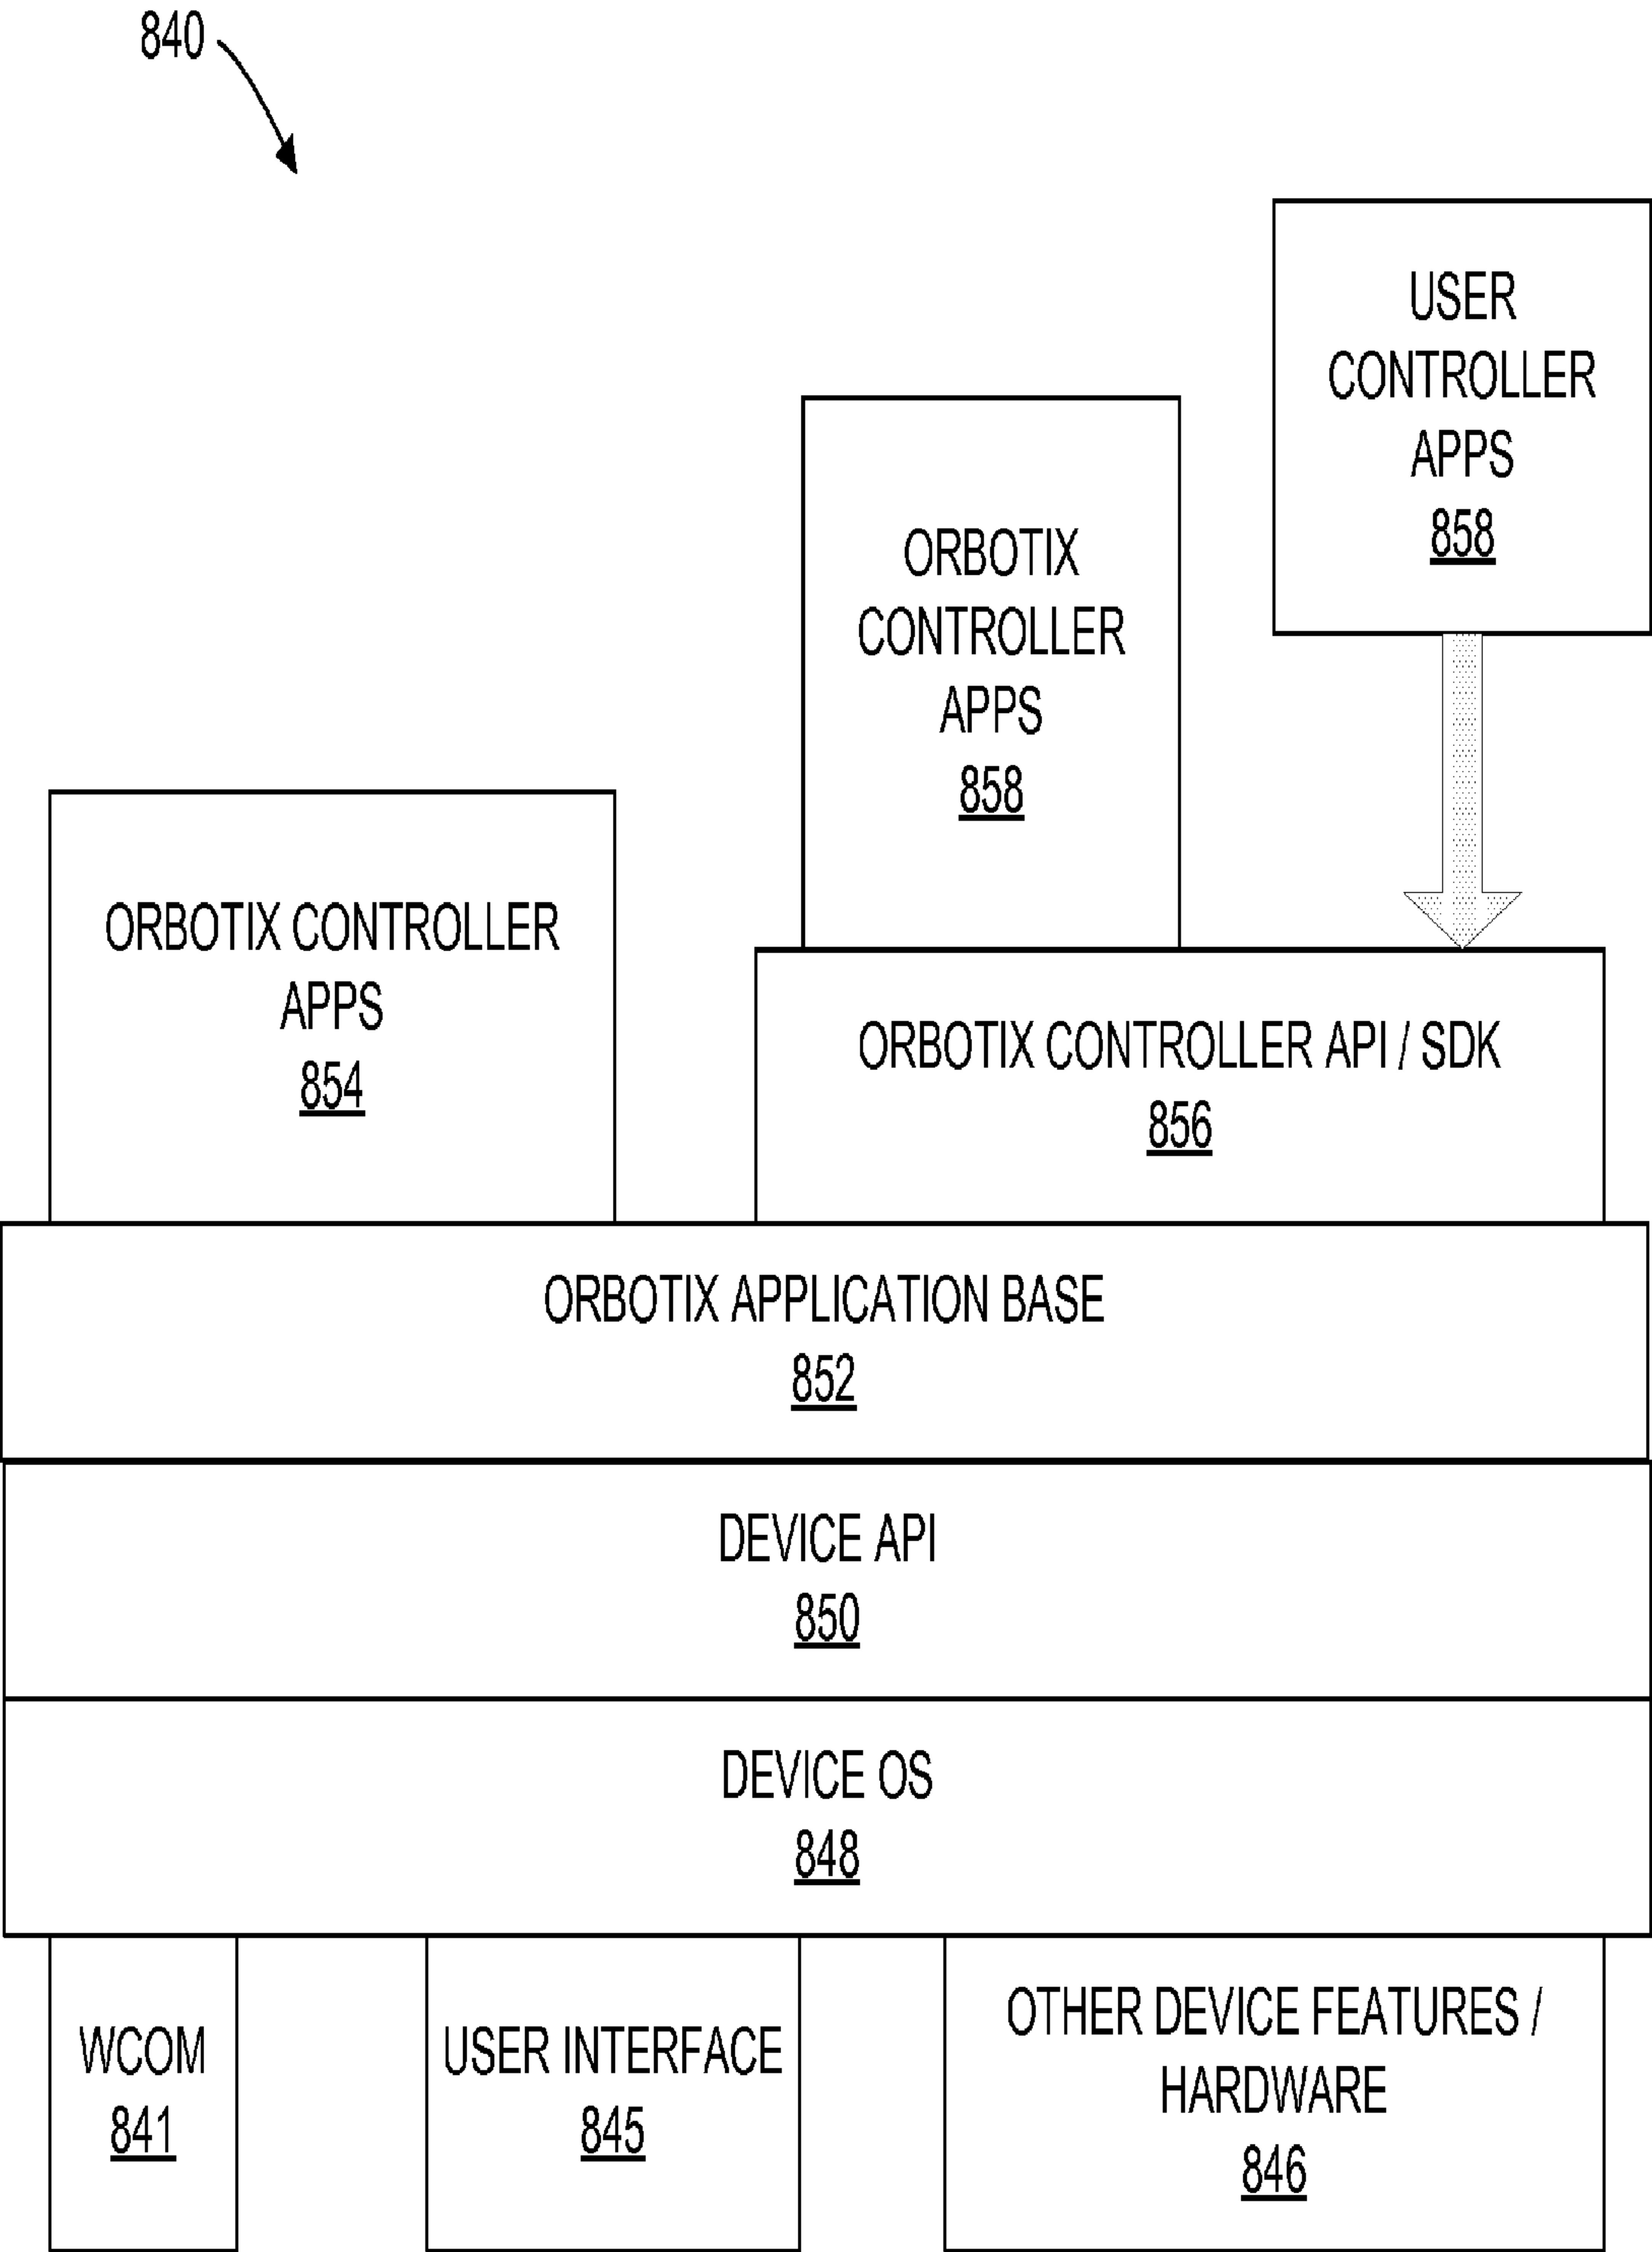 840
USER
CONTROLLER
APPS
858
ORBOTIX
CONTROLLER
APPS
858
ORBOTIX CONTROLLER
APPS
854
ORBOTIX CONTROLLER API / SDK
856
ORBOTIX APPLICATION BASE
852
DEVICE API
850
DEVICE OS
848
WCOM
841
USER INTERFACE
845
OTHER DEVICE FEATURES /
HARDWARE
846